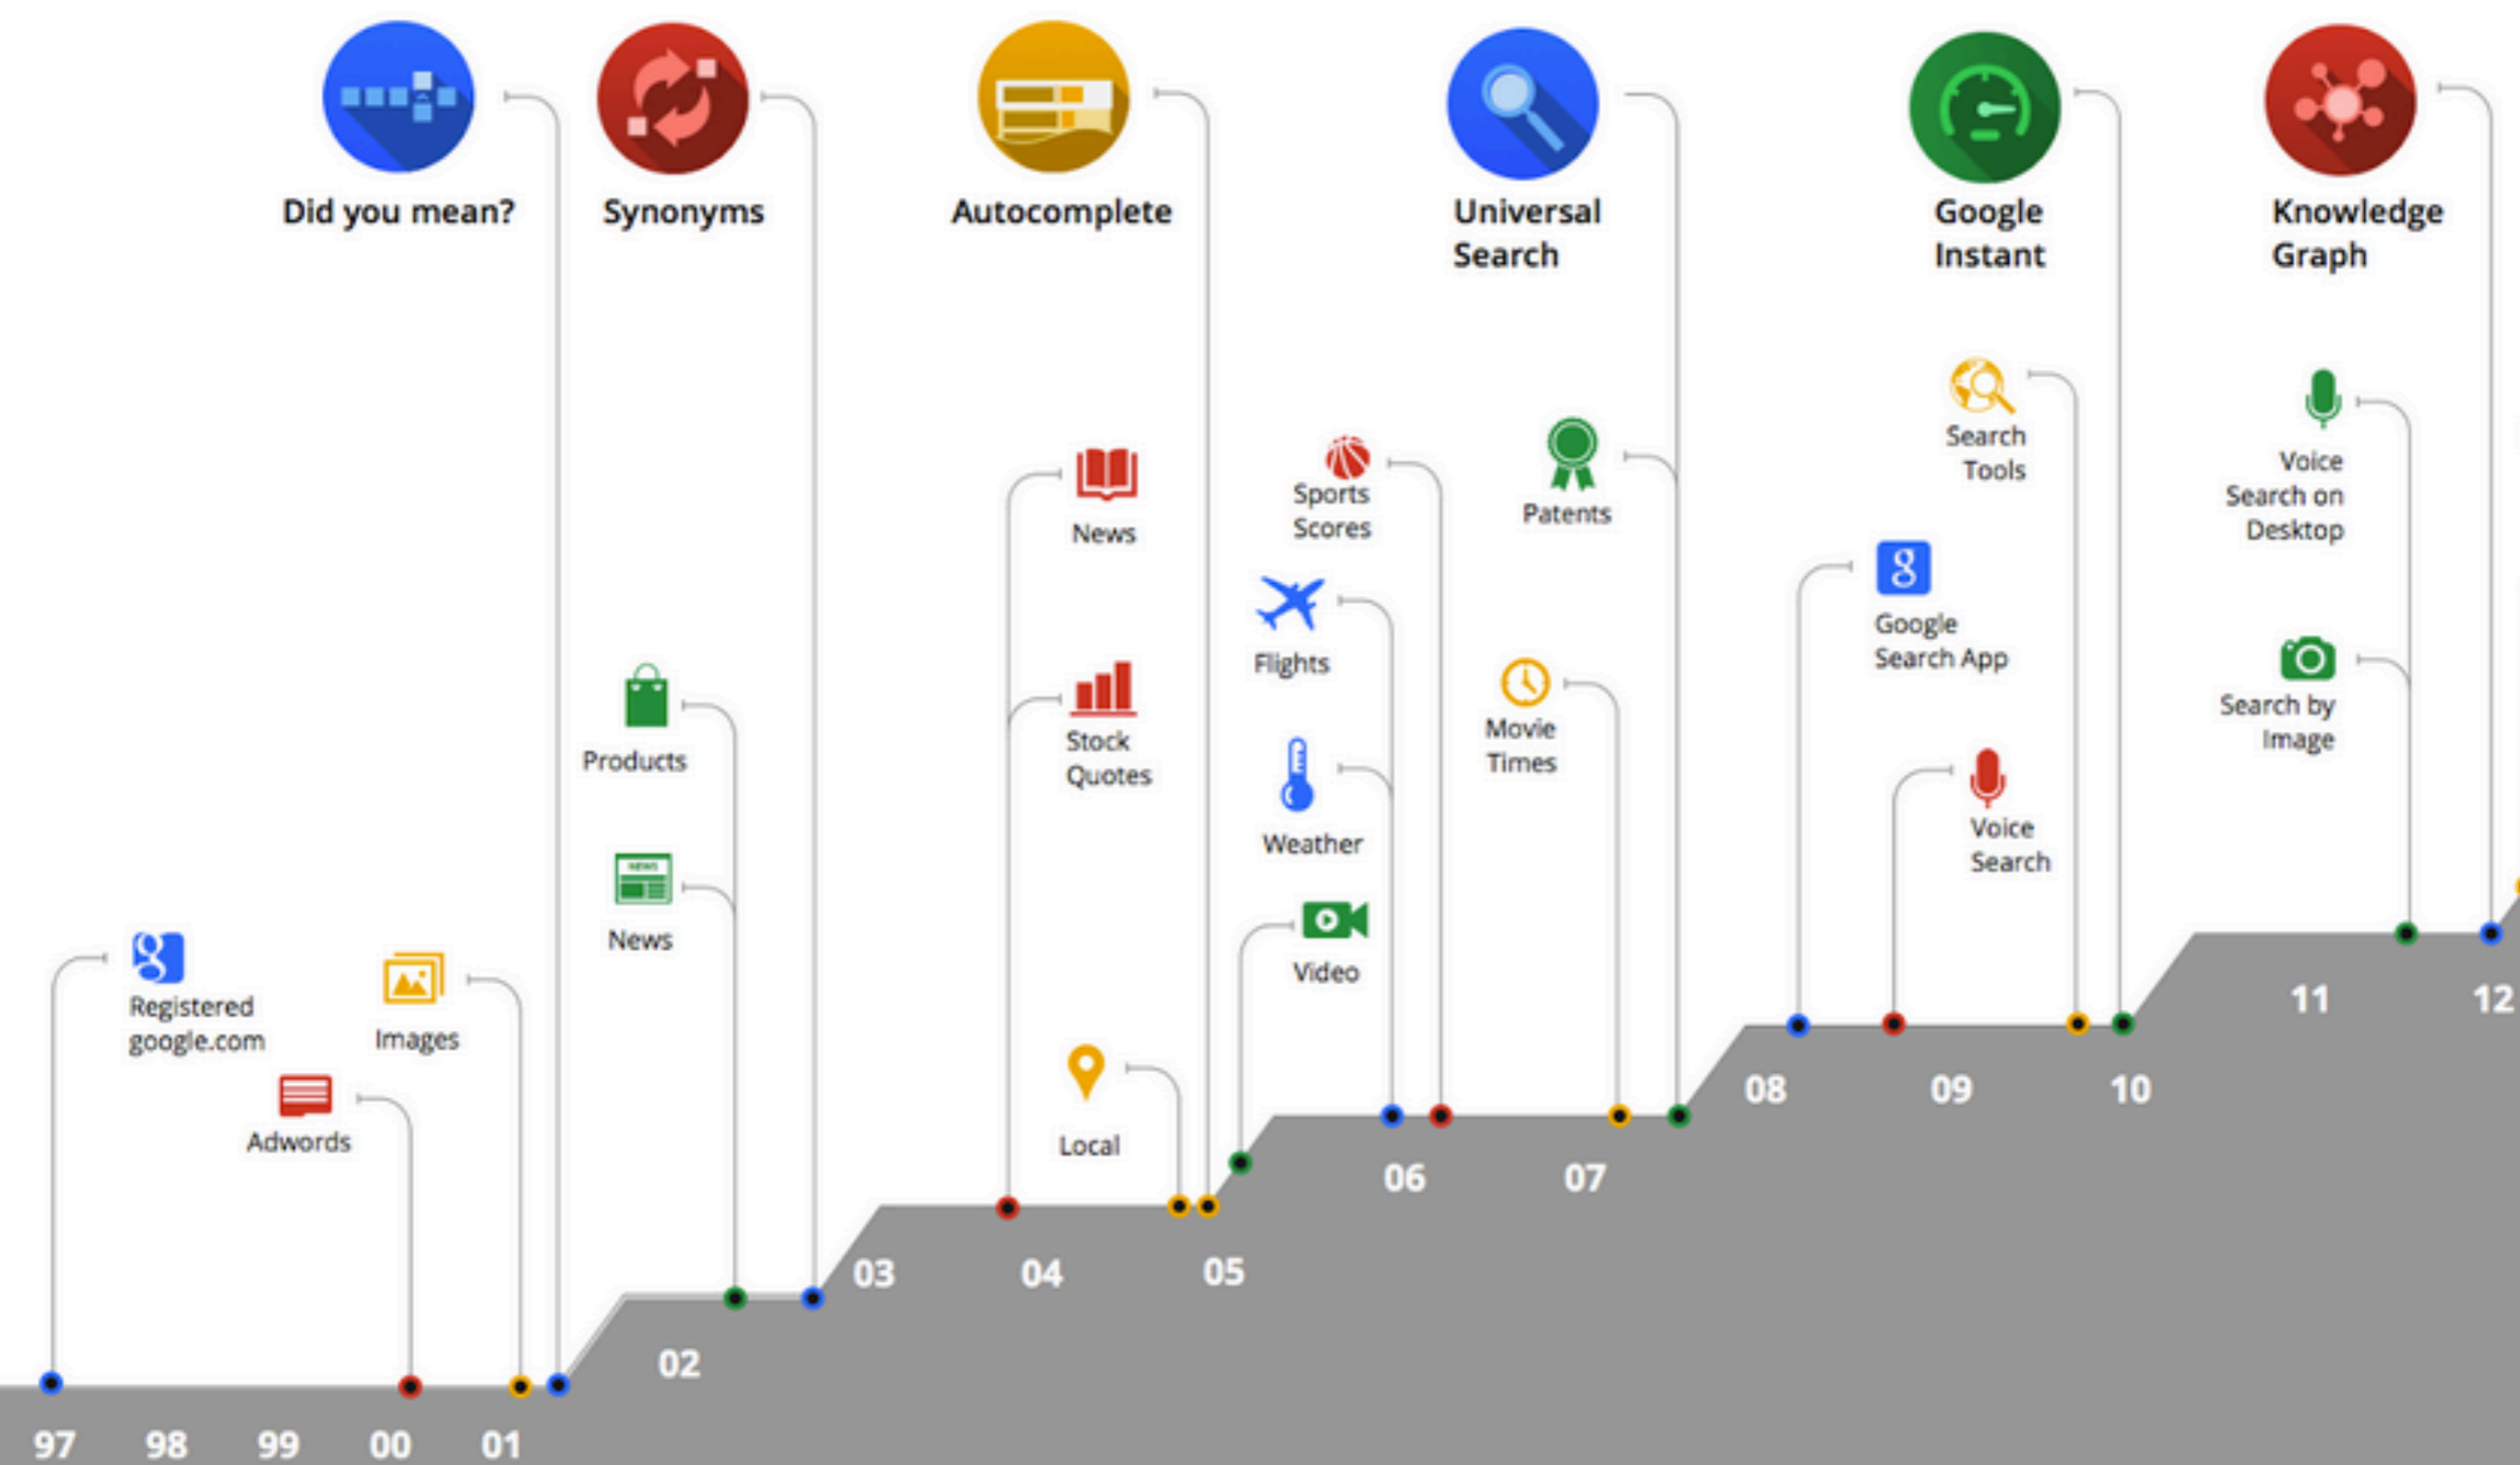 Did you mean?
Synonyms
Autocomplete
Universal
Search
Google
Instant
Knowledge
Graph
News
Sports
Scores
Patents
Search
Tools
Voice
Search on
Desktop
Flights
Google
Search App
Products
Stock
Quotes
Movie
Times
Search by
Image
Weather
Voice
Search
NEWS
News
Video
g
Registered
google.com
Images
g
Adwords
Local
97
98
99
00
01
02
03
04
05
06
07
08
09
10
11
12